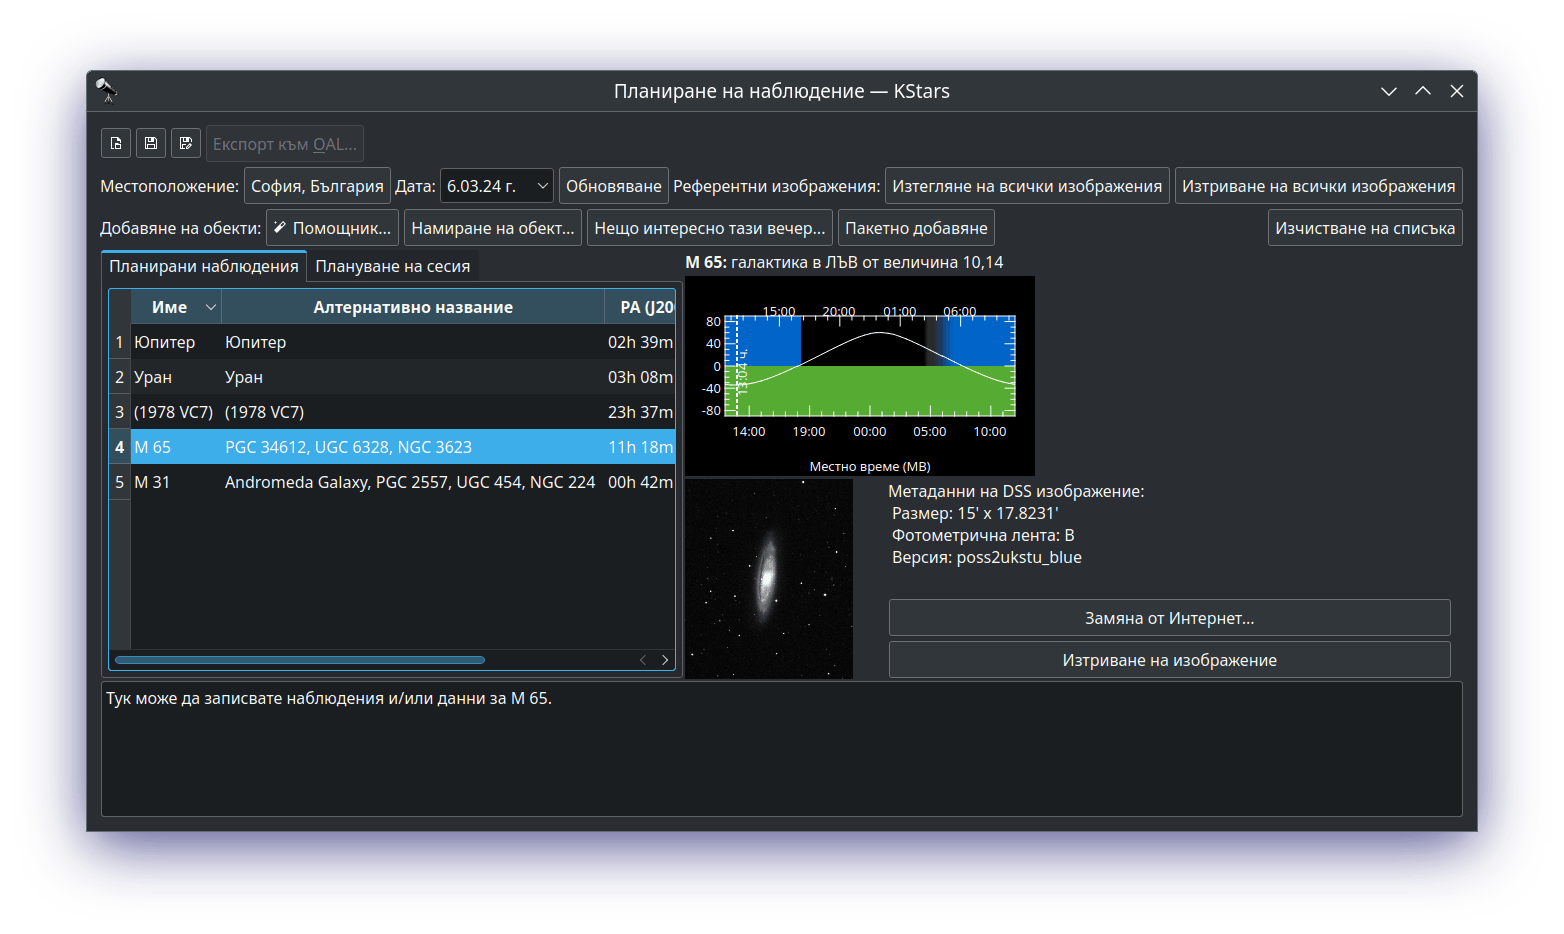 Планиране на наблюдение — KStars
Експорт към OAL...
Местоположение: София, България Дата: 6.03.24 г. Обновяване Референтни изображения: Изтегляне на всички изображения Изтриване на всички изображения
Добавяне на обекти: Помощник... Намиране на обект... Нещо интересно тази вечер... Пакетно добавяне Изчистване на списъка
Планирани наблюдения Плануване на сесия
Име Алтернативно название РА (J20
1 Юпитер Юпитер 02h 39m
2 Уран Уран 03h 08m
3 (1978 VC7) (1978 VC7) 23h 37m
4 M 65 PGC 34612, UGC 6328, NGC 3623 11h 18m
5 M 31 Andromeda Galaxy, PGC 2557, UGC 454, NGC 224 00h 42m
M 65: галактика в ЛЪВ от величина 10,14
15:00 20:00 01:00 06:00
80
40
0
-40
-80
13:04 ч.
14:00 19:00 00:00 05:00 10:00
Местно време (МВ)
Метаданни на DSS изображение:
Размер: 15' x 17.8231'
Фотометрична лента: B
Версия: poss2ukstu_blue
Замяна от Интернет...
Изтриване на изображение
Тук може да записвате наблюдения и/или данни за M 65.